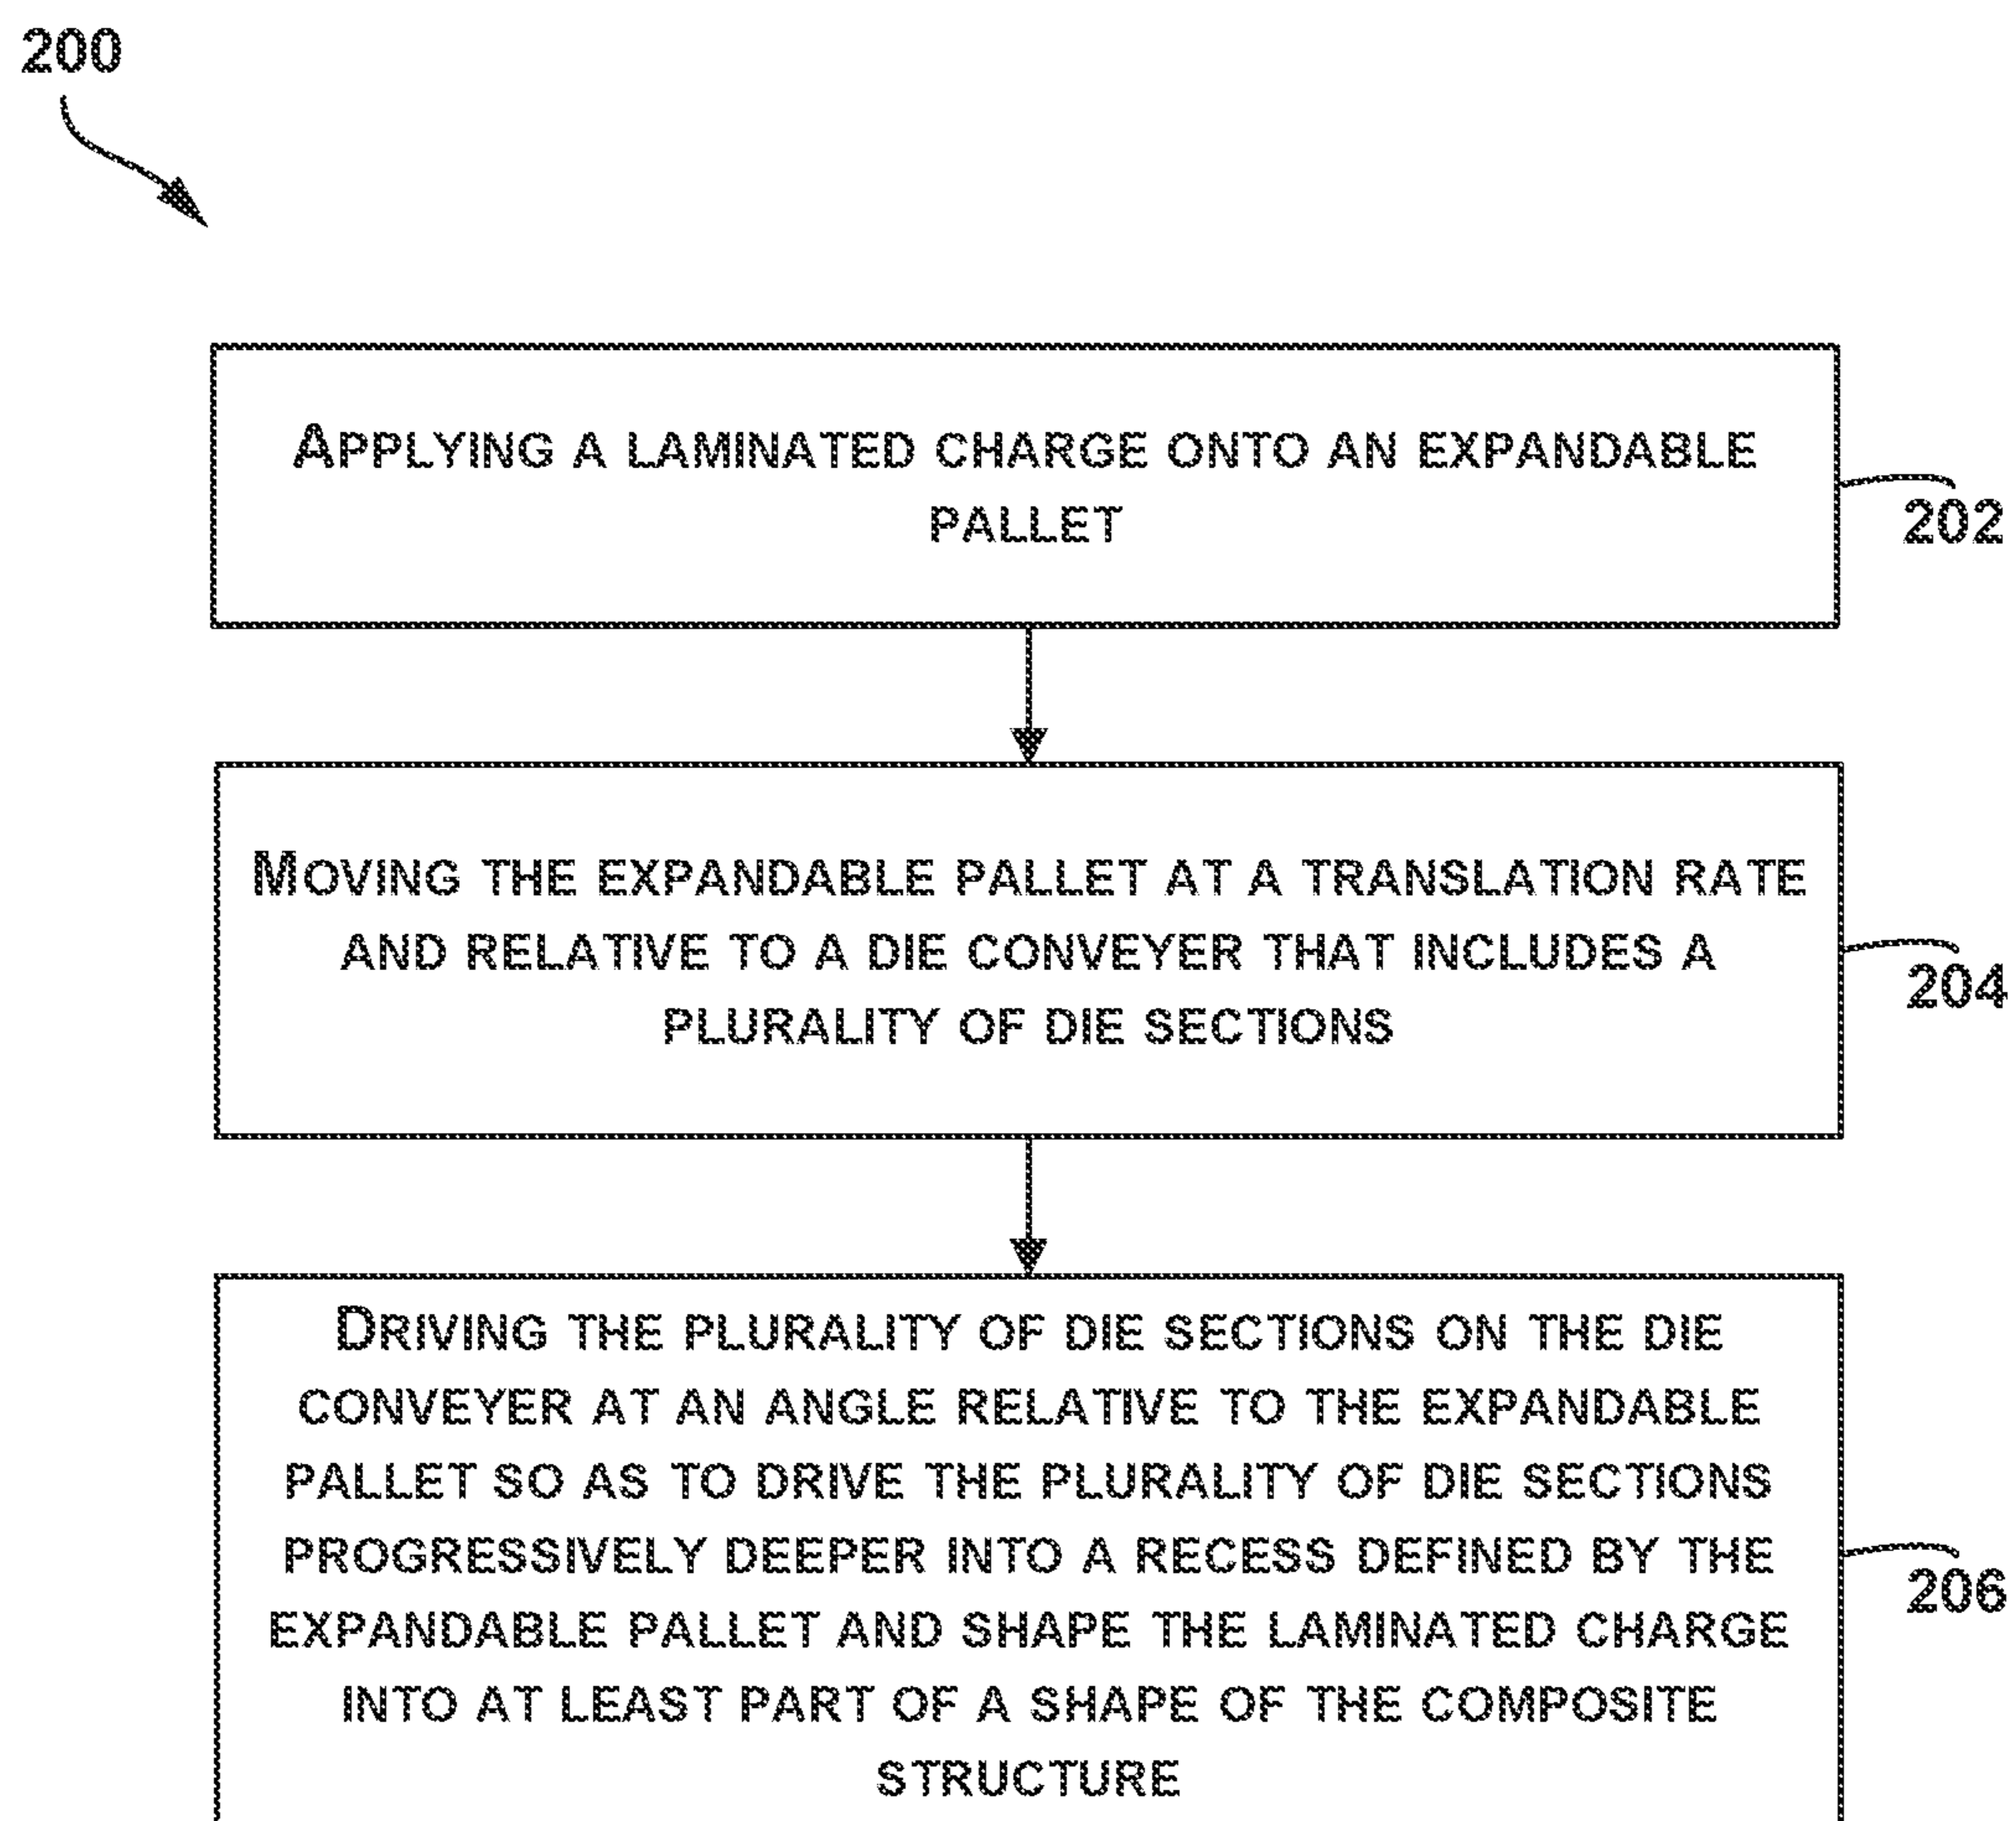 200
APPLYING A LAMINATED CHARGE ONTO AN EXPANDABLE
PALLET
202
MOVING THE EXPANDABLE PALLET AT A TRANSLATION RATE
AND RELATIVE TO A DIE CONVEYER THAT INCLUDES A
PLURALITY OF DIE SECTIONS
204
DRIVING THE PLURALITY OF DIE SECTIONS ON THE DIE
CONVEYER AT AN ANGLE RELATIVE TO THE EXPANDABLE
PALLET SO AS TO DRIVE THE PLURALITY OF DIE SECTIONS
PROGRESSIVELY DEEPER INTO A RECESS DEFINED BY THE
EXPANDABLE PALLET AND SHAPE THE LAMINATED CHARGE
INTO AT LEAST PART OF A SHAPE OF THE COMPOSITE
STRUCTURE
206